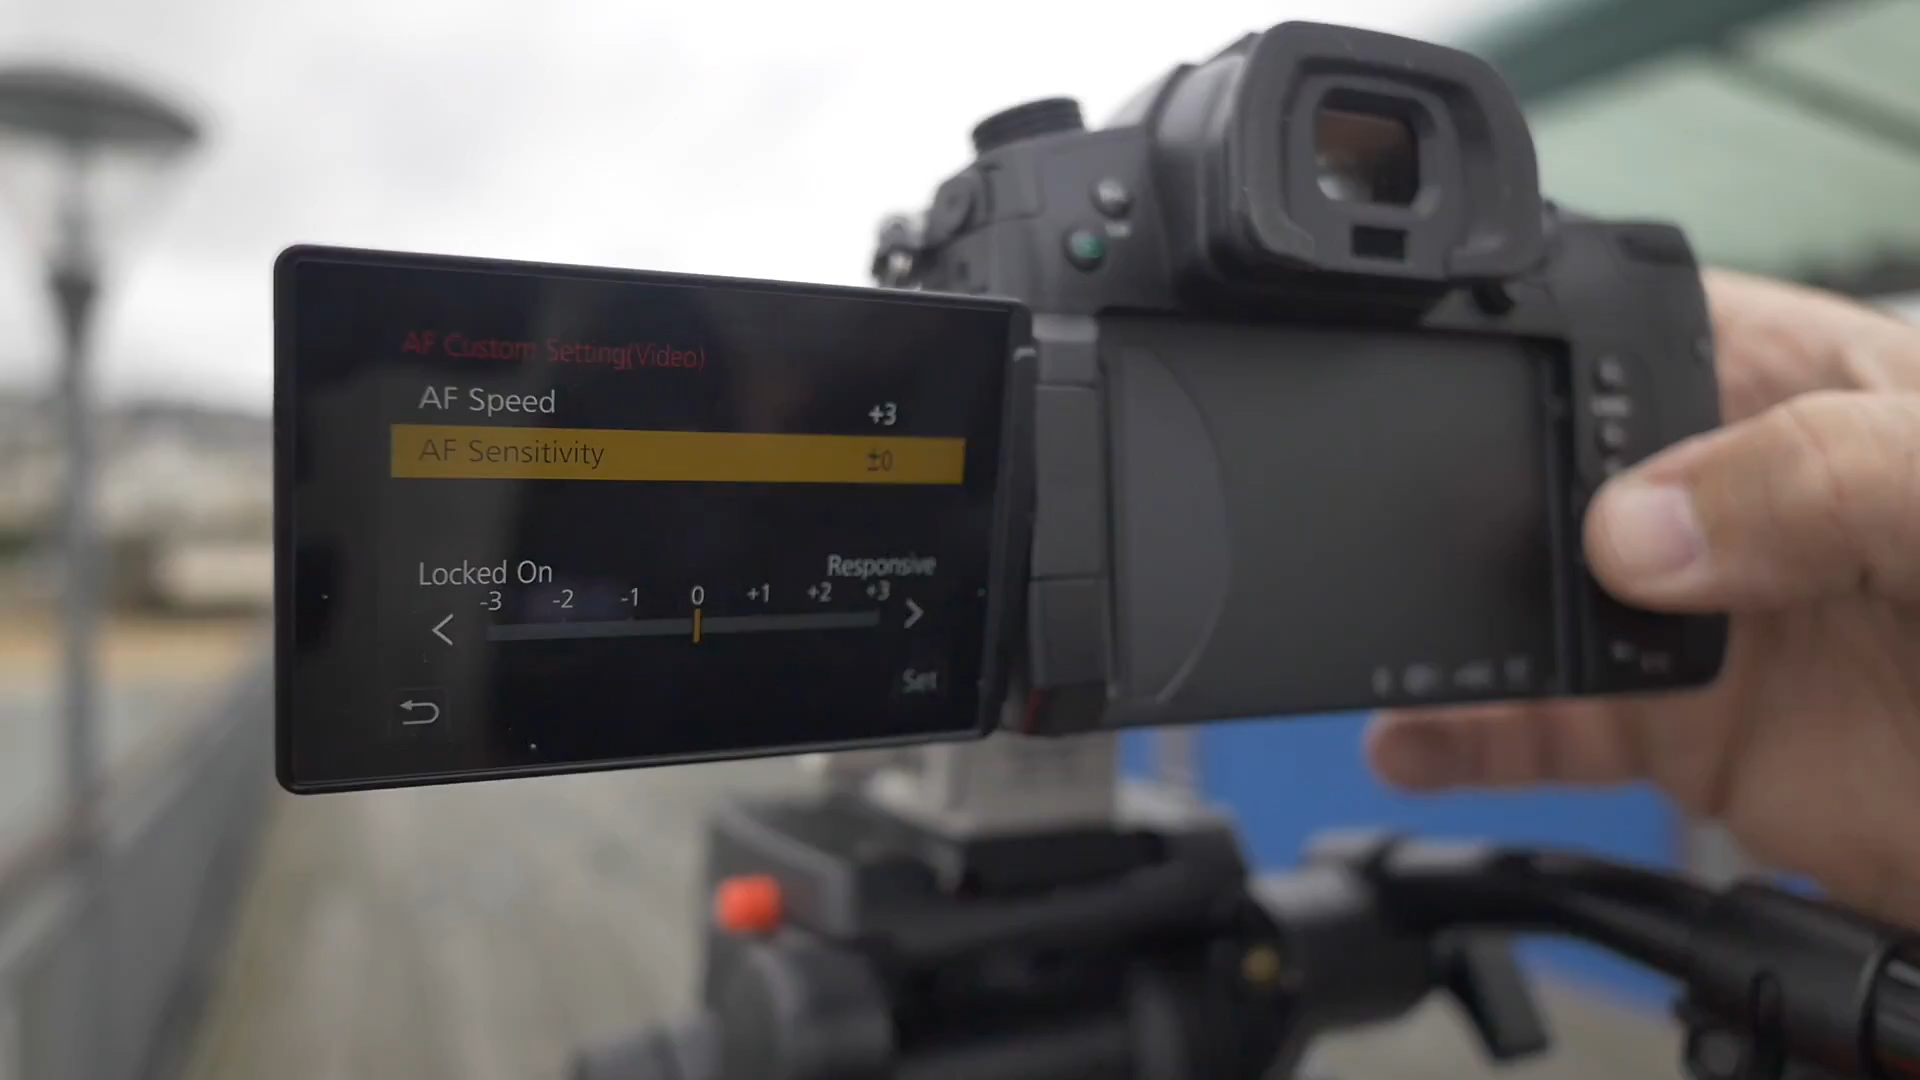 AF Custom Setting(Video)
AF Speed +3
AF Sensitivity ±0
Locked On Responsive
-3 -2 -1 0 +1 +2 +3
Set